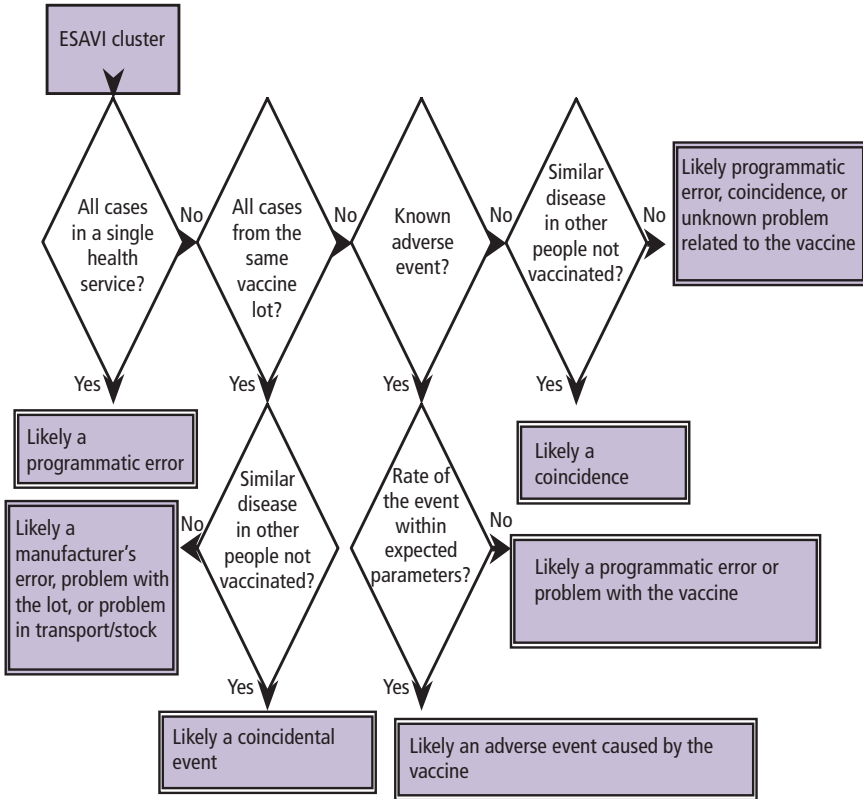 ESAVI cluster
All cases
in a single
health
service?
No
All cases
from the
same
vaccine
lot?
No
Known
adverse
event?
No
Similar
disease
in other
people not
vaccinated?
No
Likely programmatic
error, coincidence, or
unknown problem
related to the vaccine
Yes
Likely a
programmatic error
Yes
Similar
disease
in other
people not
vaccinated?
No
Likely a
manufacturer’s
error, problem with
the lot, or problem
in transport/stock
Yes
Likely a coincidental
event
Yes
Rate of
the event
within
expected
parameters?
No
Likely a programmatic error or
problem with the vaccine
Yes
Likely an adverse event caused by the
vaccine
Yes
Likely a
coincidence